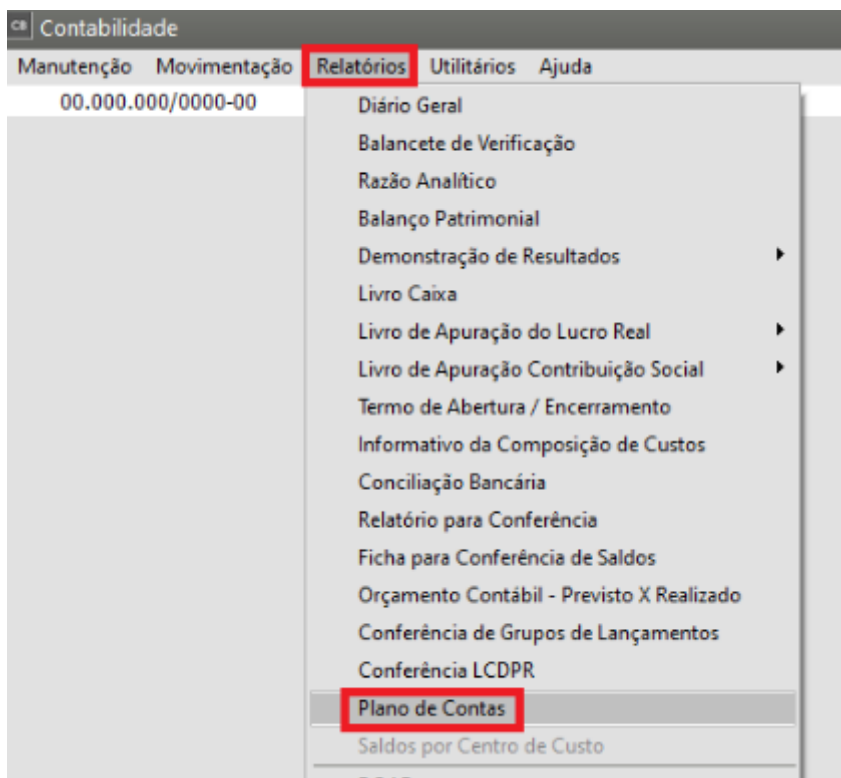 CB Contabilidade
Manutenção Movimentação Relatórios Utilitários Ajuda
00.000.000/0000-00
Diário Geral
Balancete de Verificação
Razão Analítico
Balanço Patrimonial
Demonstração de Resultados
Livro Caixa
Livro de Apuração do Lucro Real
Livro de Apuração Contribuição Social
Termo de Abertura / Encerramento
Informativo da Composição de Custos
Conciliação Bancária
Relatório para Conferência
Ficha para Conferência de Saldos
Orçamento Contábil - Previsto X Realizado
Conferência de Grupos de Lançamentos
Conferência LCDPR
Plano de Contas
Saldos por Centro de Custo